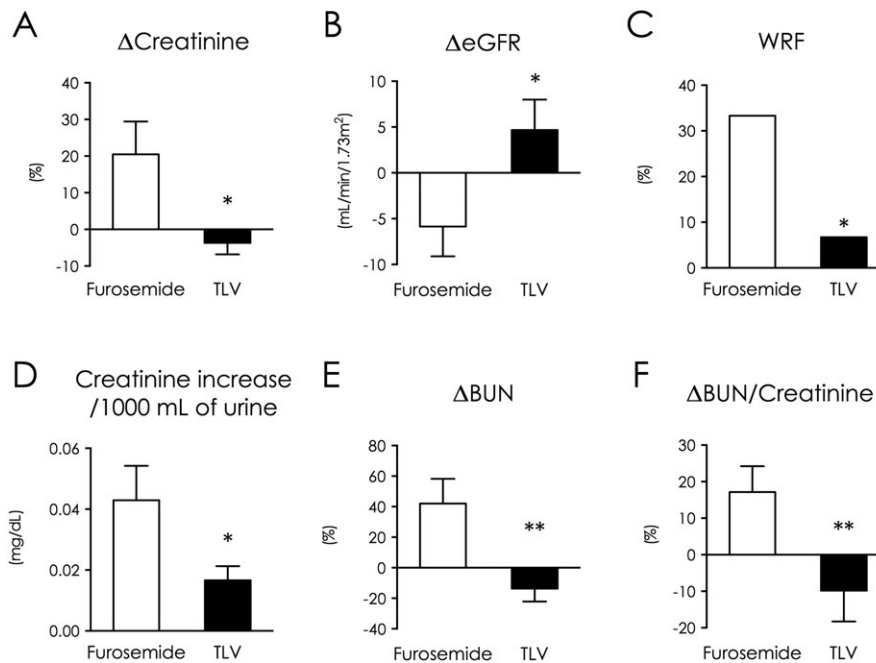 A
ΔCreatinine
40
30
20
10
0
-10
(%)
*
Furosemide
TLV
B
ΔeGFR
10
5
0
-5
-10
(mL/min/1.73m²)
*
Furosemide
TLV
C
WRF
40
30
20
10
0
(%)
*
Furosemide
TLV
D
Creatinine increase
/1000 mL of urine
0.06
0.04
0.02
0.00
(mg/dL)
*
Furosemide
TLV
E
ΔBUN
80
60
40
20
0
-20
-40
(%)
**
Furosemide
TLV
F
ΔBUN/Creatinine
30
20
10
0
-10
-20
(%)
**
Furosemide
TLV